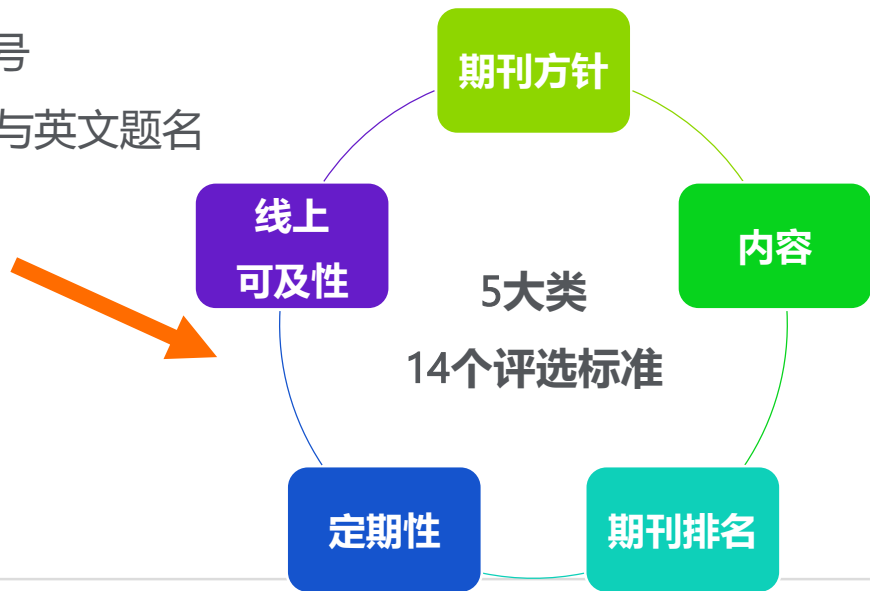 号
与英文题名
期刊方针
线上
可及性
内容
5大类
14个评选标准
定期性
期刊排名